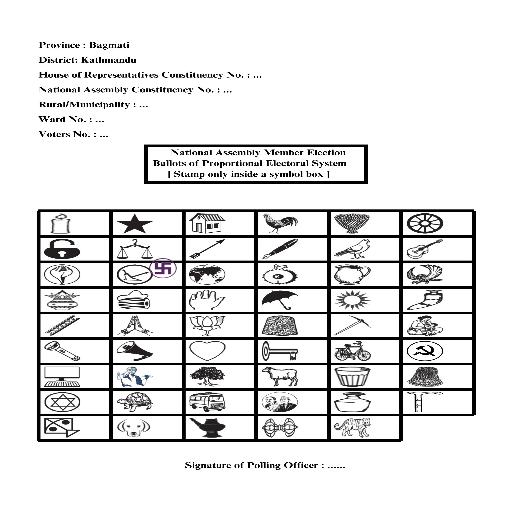 Province : Bagmati
District: Kathmandu
House of Representatives Constituency No. : ...
National Assembly Constituency No. : ...
Rural/Municipality : ...
Ward No. : ...
Voters No. : ...
National Assembly Member Election
Ballots of Proportional Electoral System
[ Stamp only inside a symbol box ]
Signature of Polling Officer : ......